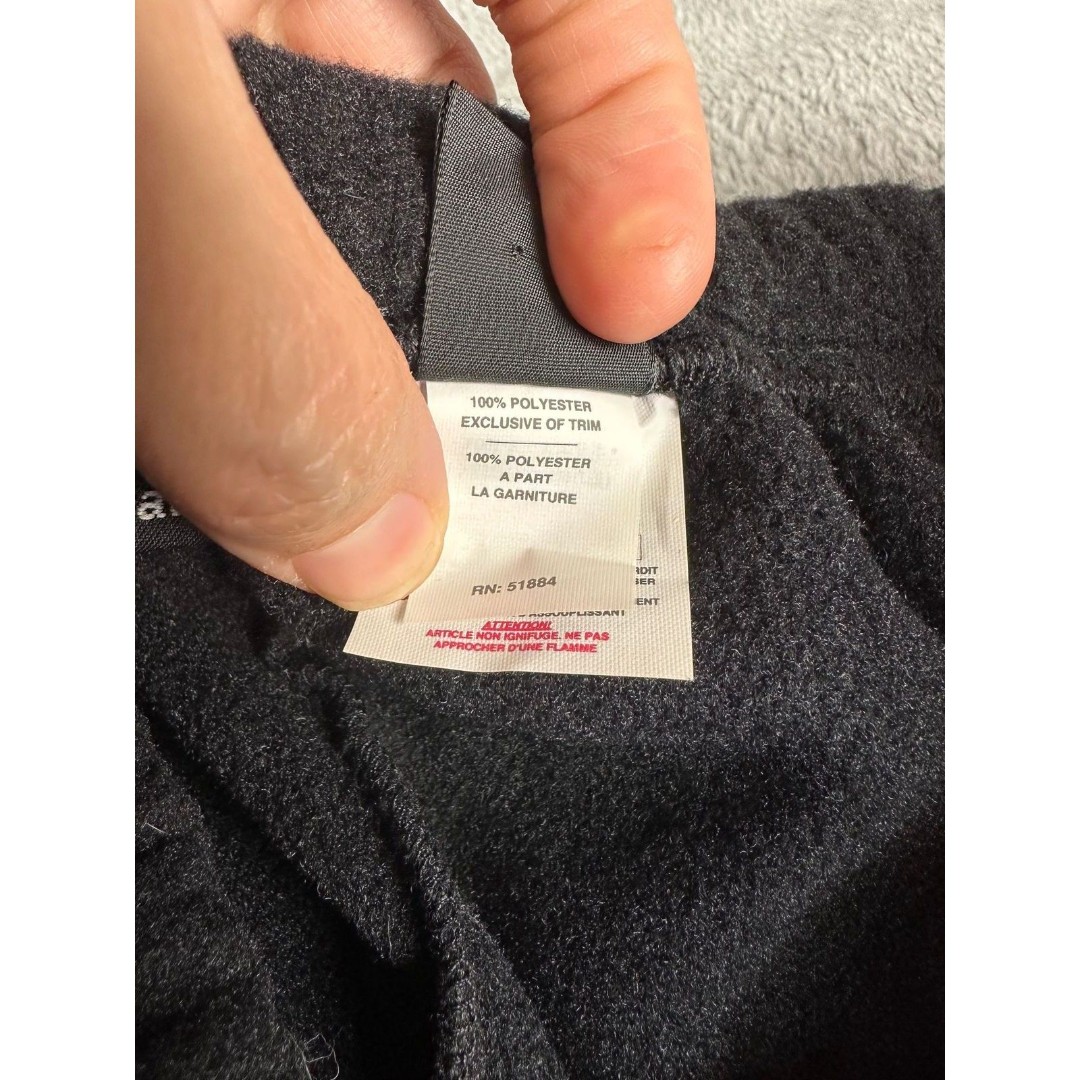 100% POLYESTER
EXCLUSIVE OF TRIM
100% POLYESTER
A PART
LA GARNITURE
RN: 51884
ATTENTION!
ARTICLE NON IGNIFUGE. NE PAS
APPROCHER D'UNE FLAMME